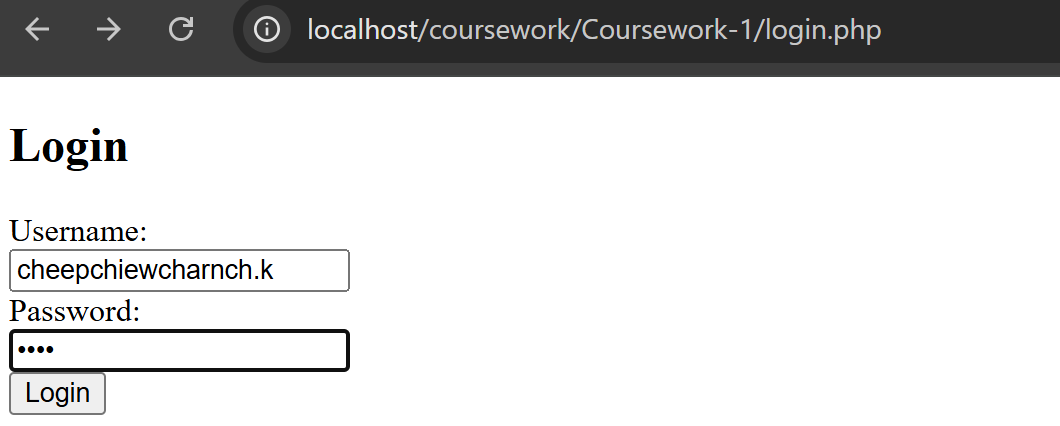 localhost/coursework/Coursework-1/login.php
Login
Username:
cheepchiewcharnch.k
Password:
••••
Login